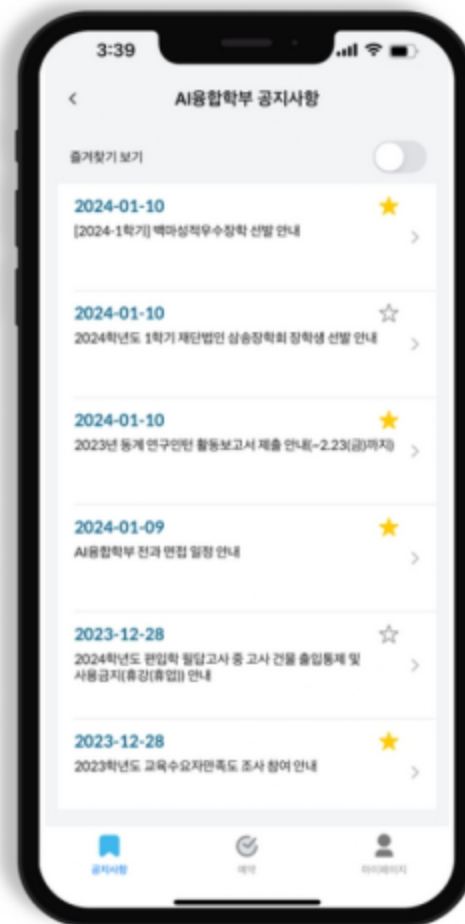 3:39
AI융합학부 공지사항
즐겨찾기 보기
2024-01-10
[2024-1학기] 백마성적우수장학 선발 안내
2024-01-10
2024학년도 1학기 재단법인 삼송장학회 장학생 선발 안내
2024-01-10
2023년 동계 연구인턴 활동보고서 제출 안내(~2.23(금)까지)
2024-01-09
AI융합학부 전과 면접 일정 안내
2023-12-28
2024학년도 편입학 필답고사 중 고사 건물 출입통제 및
사용금지(휴강(휴업)) 안내
2023-12-28
2023학년도 교육수요자만족도 조사 참여 안내
공지사항
예약
마이페이지